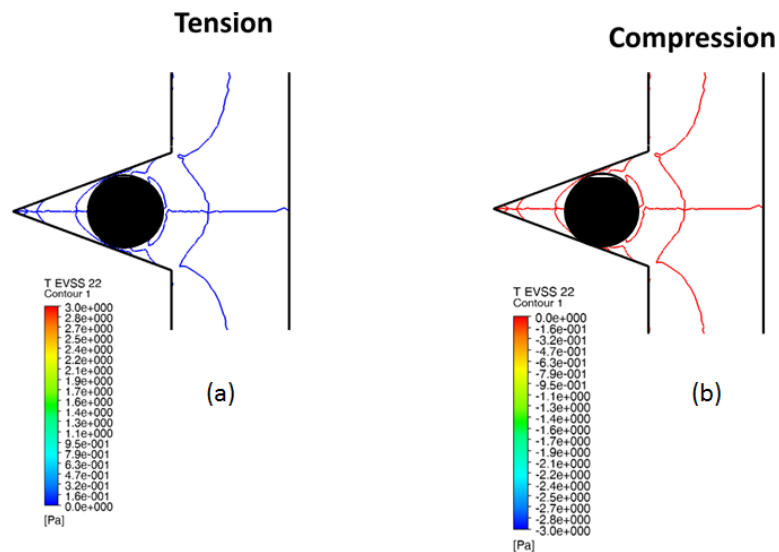 Tension
Compression
T EVSS 22
Contour 1
3.0e+000
2.8e+000
2.7e+000
2.5e+000
2.4e+000
2.2e+000
2.1e+000
1.9e+000
1.7e+000
1.6e+000
1.4e+000
1.3e+000
1.1e+000
9.5e-001
7.9e-001
6.3e-001
4.7e-001
3.2e-001
1.6e-001
0.0e+000
[Pa]
(a)
T EVSS 22
Contour 1
0.0e+000
-1.6e-001
-3.2e-001
-4.7e-001
-6.3e-001
-7.9e-001
-9.5e-001
-1.1e+000
-1.3e+000
-1.4e+000
-1.6e+000
-1.7e+000
-1.9e+000
-2.1e+000
-2.2e+000
-2.4e+000
-2.5e+000
-2.7e+000
-2.8e+000
-3.0e+000
[Pa]
(b)